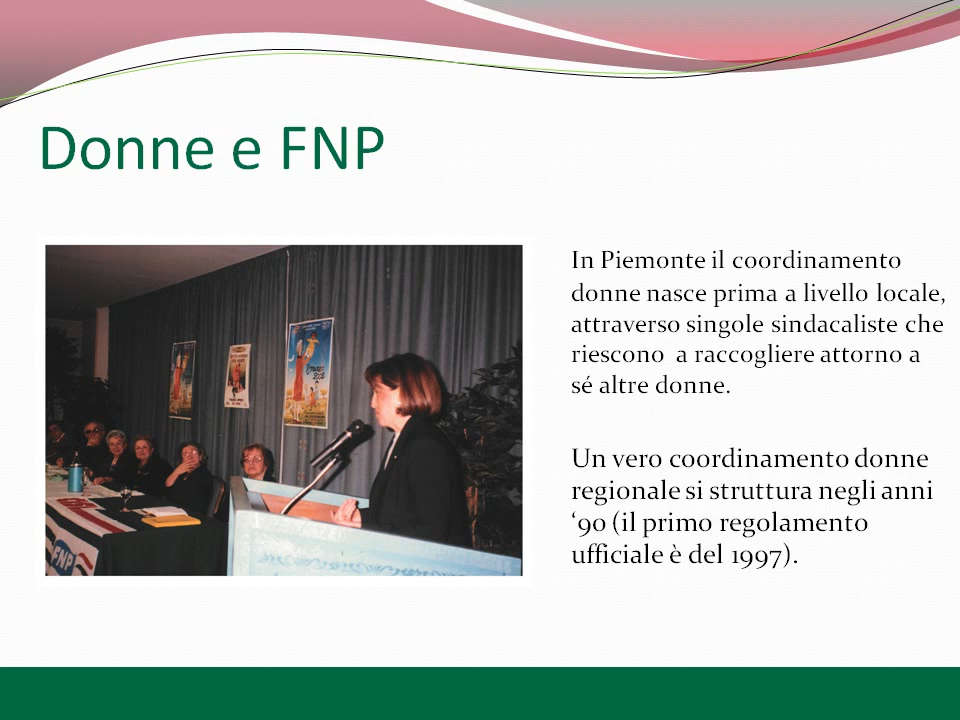 Donne e FNP
In Piemonte il coordinamento
donne nasce prima a livello locale,
attraverso singole sindacaliste che
riescono a raccogliere attorno a
sé altre donne.
Un vero coordinamento donne
regionale si struttura negli anni
‘90 (il primo regolamento
ufficiale è del 1997).
FNP